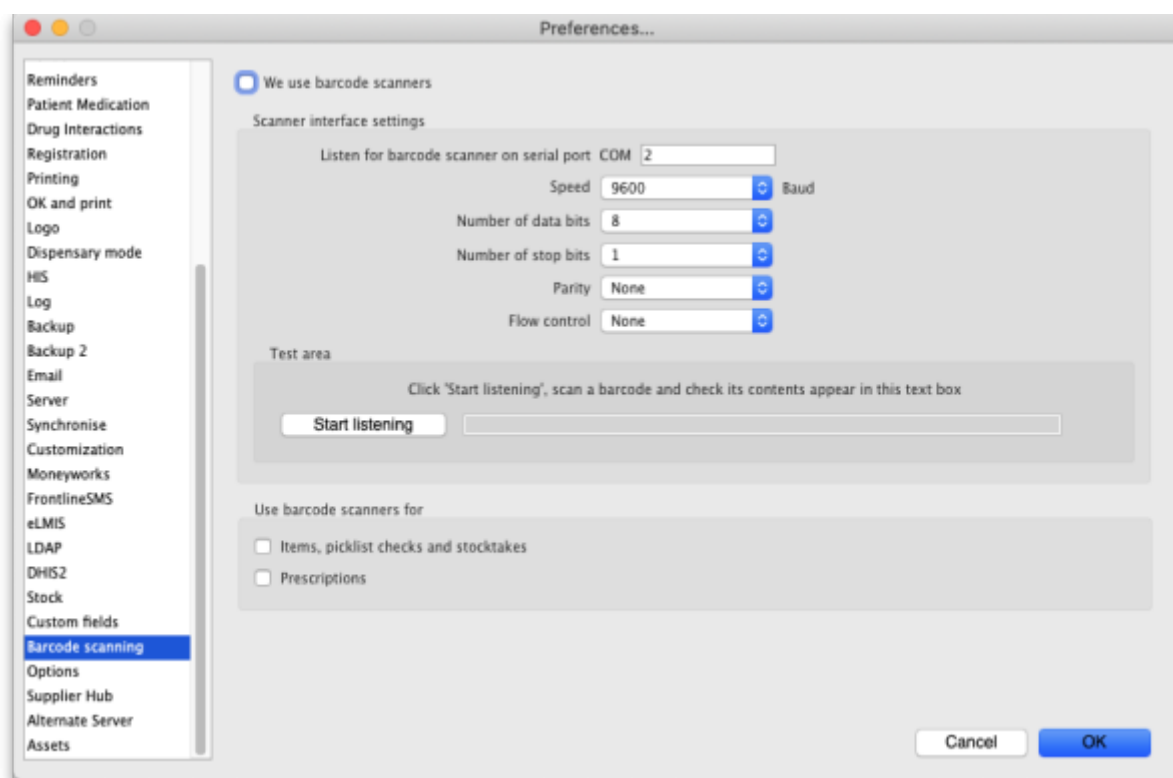 Preferences...
Reminders
Patient Medication
Drug Interactions
Registration
Printing
OK and print
Logo
Dispensary mode
HIS
Log
Backup
Backup 2
Email
Server
Synchronise
Customization
Moneyworks
FrontlineSMS
eLMIS
LDAP
DHIS2
Stock
Custom fields
Barcode scanning
Options
Supplier Hub
Alternate Server
Assets
We use barcode scanners
Scanner interface settings
Listen for barcode scanner on serial port COM 2
Speed 9600 Baud
Number of data bits 8
Number of stop bits 1
Parity None
Flow control None
Test area
Click 'Start listening', scan a barcode and check its contents appear in this text box
Start listening
Use barcode scanners for
Items, picklist checks and stocktakes
Prescriptions
Cancel OK